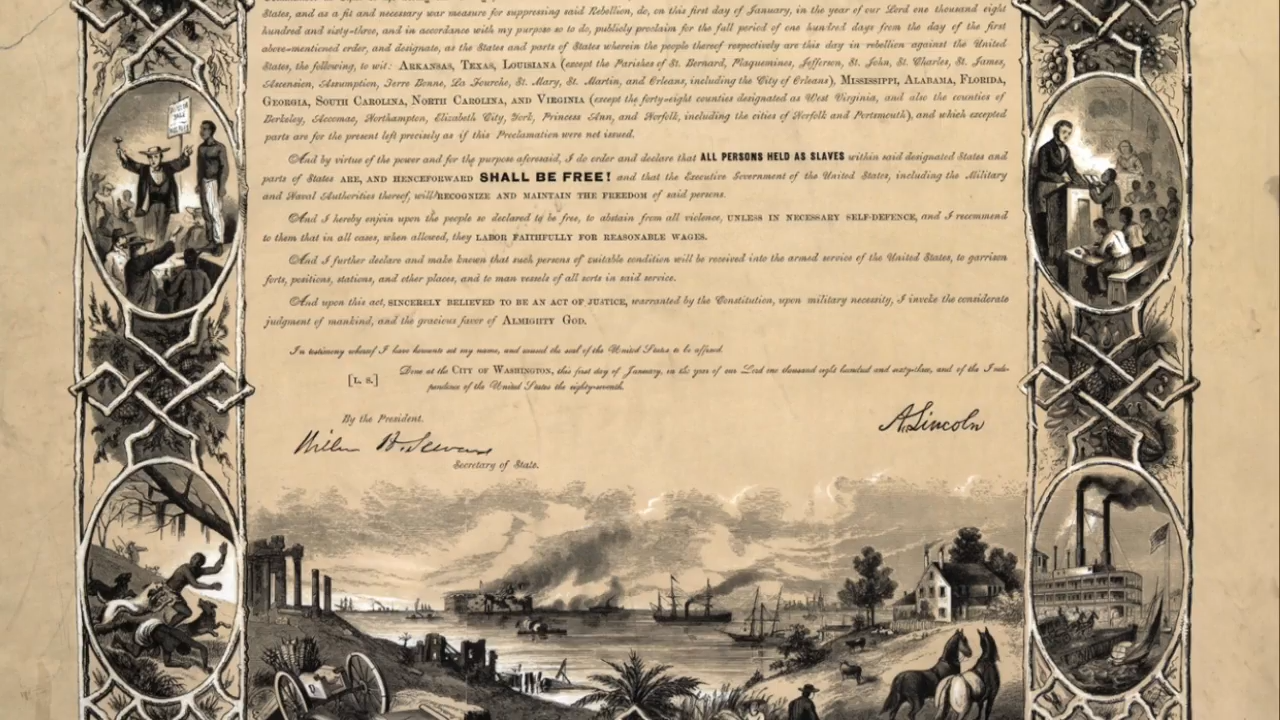 States, and as a fit and necessary war measure for suppressing said Rebellion, do, on this first day of January, in the year of our Lord one thousand eight
hundred and sixty-three, and in accordance with my purpose so to do, publicly proclaim for the full period of one hundred days from the day of the first
above-mentioned order, and designate, as the States and parts of States wherein the people thereof respectively are this day in rebellion against the United
States, the following, to wit: ARKANSAS, TEXAS, LOUISIANA (except the Parishes of St. Bernard, Plaquemines, Jefferson, St. John, St. Charles, St. James,
Ascension, Assumption, Terre Bonne, La Fourche, St. Mary, St. Martin, and Orleans, including the City of Orleans), MISSISSIPPI, ALABAMA, FLORIDA,
GEORGIA, SOUTH CAROLINA, NORTH CAROLINA, AND VIRGINIA (except the forty-eight counties designated as West Virginia, and also the counties of
Berkeley, Accomac, Northampton, Elizabeth City, York, Princess Ann, and Norfolk, including the cities of Norfolk and Portsmouth), and which excepted
parts are for the present left precisely as if this Proclamation were not issued.
And by virtue of the power and for the purpose aforesaid, I do order and declare that ALL PERSONS HELD AS SLAVES within said designated States and
parts of States ARE, AND HENCEFORWARD SHALL BE FREE! and that the Executive Government of the United States, including the Military
and Naval Authorities thereof, will RECOGNIZE AND MAINTAIN THE FREEDOM of said persons.
And I hereby enjoin upon the people so declared to be free, to abstain from all violence, UNLESS IN NECESSARY SELF-DEFENCE, and I recommend
to them that in all cases, when allowed, they LABOR FAITHFULLY FOR REASONABLE WAGES.
And I further declare and make known that such persons of suitable condition will be received into the armed service of the United States, to garrison
forts, positions, stations, and other places, and to man vessels of all sorts in said service.
And upon this act, SINCERELY BELIEVED TO BE AN ACT OF JUSTICE, warranted by the Constitution, upon military necessity, I invoke the considerate
judgment of mankind, and the gracious favor of ALMIGHTY GOD.
In testimony whereof I have hereunto set my name, and caused the seal of the United States to be affixed.
Done at the CITY OF WASHINGTON, this first day of January, in the year of our Lord one thousand eight hundred and sixty-three, and of the Inde-
[L. S.]
pendence of the United States the eighty-seventh.
By the President.
A. Lincoln
William H. Seward
Secretary of State.